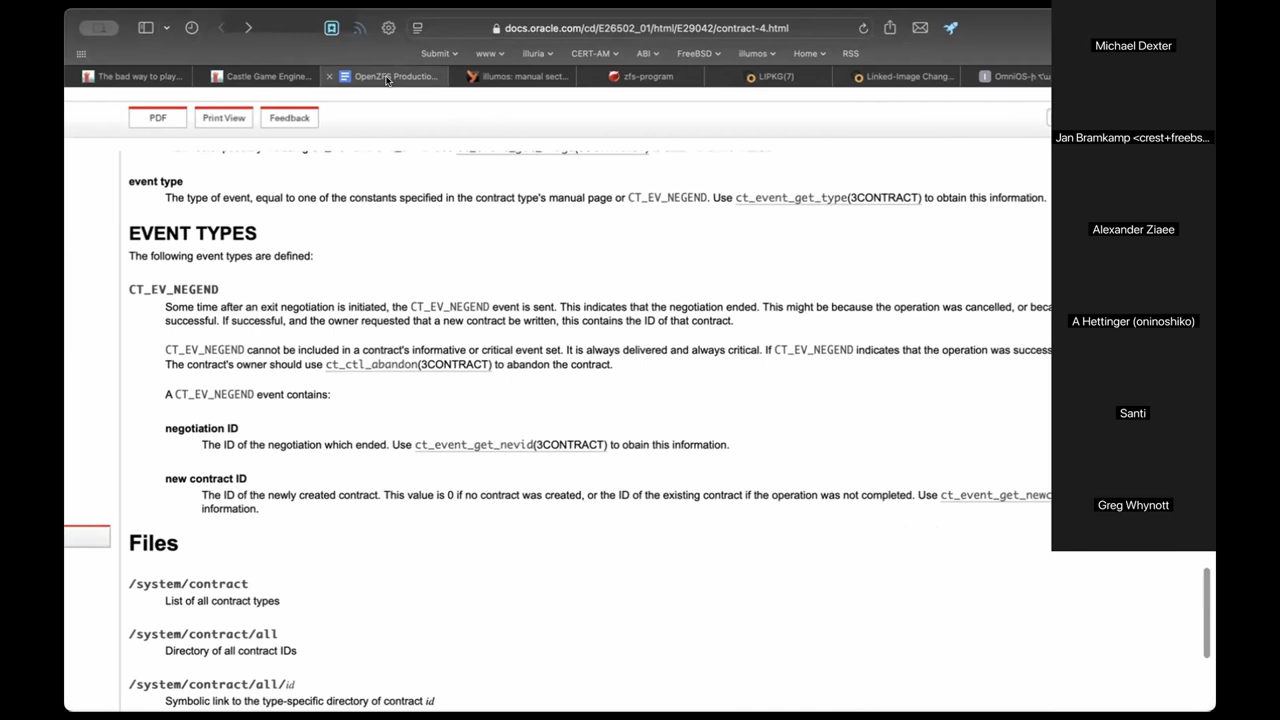 docs.oracle.com/cd/E26502_01/html/E29042/contract-4.html
Submit www illuria CERT-AM ABI FreeBSD illumos Home RSS
The bad way to play... Castle Game Engine... OpenZFS Productio... illumos: manual sect... zfs-program LIPKG(7) Linked-Image Chang...
PDF Print View Feedback
event type
The type of event, equal to one of the constants specified in the contract type's manual page or CT_EV_NEGEND. Use ct_event_get_type(3CONTRACT) to obtain this information.
EVENT TYPES
The following event types are defined:
CT_EV_NEGEND
Some time after an exit negotiation is initiated, the CT_EV_NEGEND event is sent. This indicates that the negotiation ended. This might be because the operation was cancelled, or beca
successful. If successful, and the owner requested that a new contract be written, this contains the ID of that contract.
CT_EV_NEGEND cannot be included in a contract's informative or critical event set. It is always delivered and always critical. If CT_EV_NEGEND indicates that the operation was success
The contract's owner should use ct_ctl_abandon(3CONTRACT) to abandon the contract.
A CT_EV_NEGEND event contains:
negotiation ID
The ID of the negotiation which ended. Use ct_event_get_nevid(3CONTRACT) to obain this information.
new contract ID
The ID of the newly created contract. This value is 0 if no contract was created, or the ID of the existing contract if the operation was not completed. Use ct_event_get_newc
information.
Files
/system/contract
List of all contract types
/system/contract/all
Directory of all contract IDs
/system/contract/all/id
Symbolic link to the type-specific directory of contract id
Michael Dexter
Jan Bramkamp <crest+freebs...
Alexander Ziaee
A Hettinger (oninoshiko)
Santi
Greg Whynott